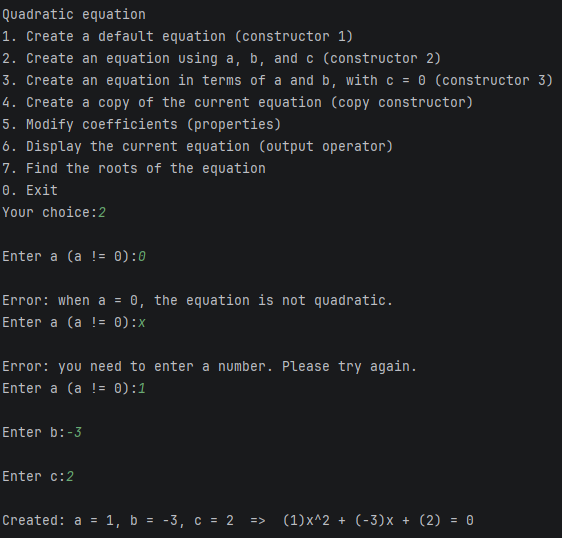 Quadratic equation
1. Create a default equation (constructor 1)
2. Create an equation using a, b, and c (constructor 2)
3. Create an equation in terms of a and b, with c = 0 (constructor 3)
4. Create a copy of the current equation (copy constructor)
5. Modify coefficients (properties)
6. Display the current equation (output operator)
7. Find the roots of the equation
0. Exit
Your choice:2
Enter a (a != 0):0
Error: when a = 0, the equation is not quadratic.
Enter a (a != 0):x
Error: you need to enter a number. Please try again.
Enter a (a != 0):1
Enter b:-3
Enter c:2
Created: a = 1, b = -3, c = 2  =>  (1)x^2 + (-3)x + (2) = 0